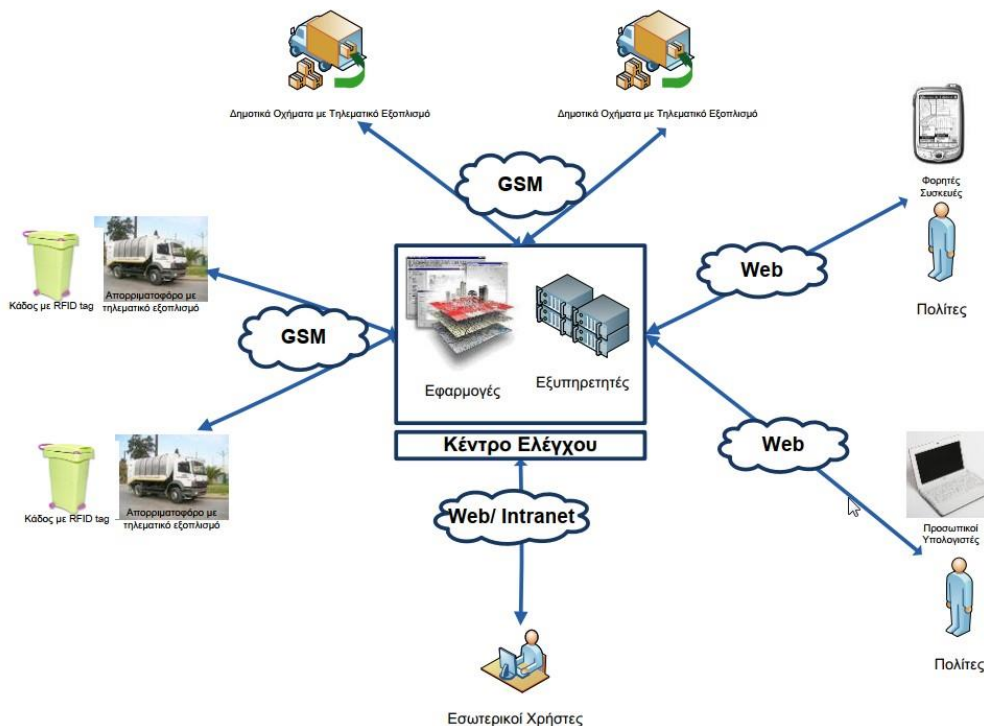 Δημοτικά Οχήματα με Τηλεματικό Εξοπλισμό
Δημοτικά Οχήματα με Τηλεματικό Εξοπλισμό
GSM
Φορητές
Συσκευές
Πολίτες
Web
Κάδος με RFID tag
Απορριματοφόρο με
τηλεματικό εξοπλισμό
GSM
Εφαρμογές
Εξυπηρετητές
Κέντρο Ελέγχου
Web
Κάδος με RFID tag
Απορριματοφόρο με
τηλεματικό εξοπλισμό
Web/ Intranet
Προσωπικοί
Υπολογιστές
Πολίτες
Εσωτερικοί Χρήστες